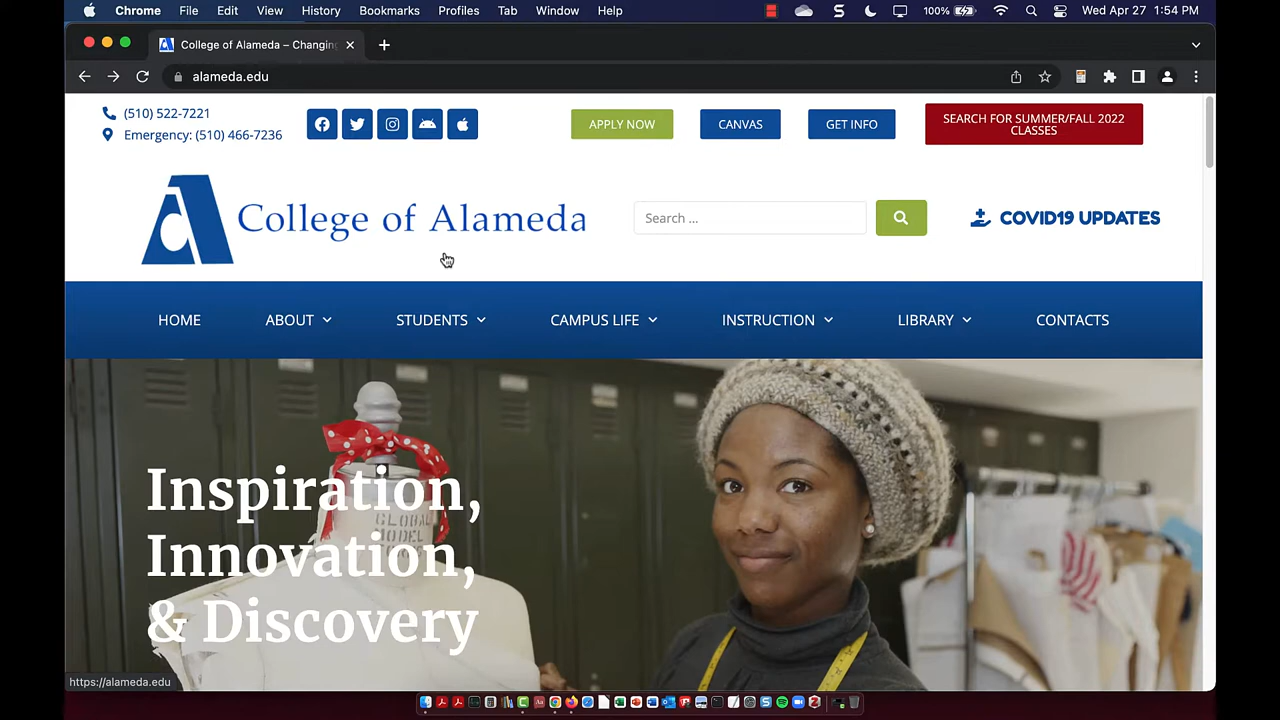 Chrome File Edit View History Bookmarks Profiles Tab Window Help 100% Wed Apr 27 1:54 PM
College of Alameda – Changing
alameda.edu
(510) 522-7221
Emergency: (510) 466-7236
APPLY NOW
CANVAS
GET INFO
SEARCH FOR SUMMER/FALL 2022
CLASSES
College of Alameda
Search ...
COVID19 UPDATES
HOME ABOUT STUDENTS CAMPUS LIFE INSTRUCTION LIBRARY CONTACTS
GLOBAL
MODEL
Inspiration,
Innovation,
& Discovery
https://alameda.edu